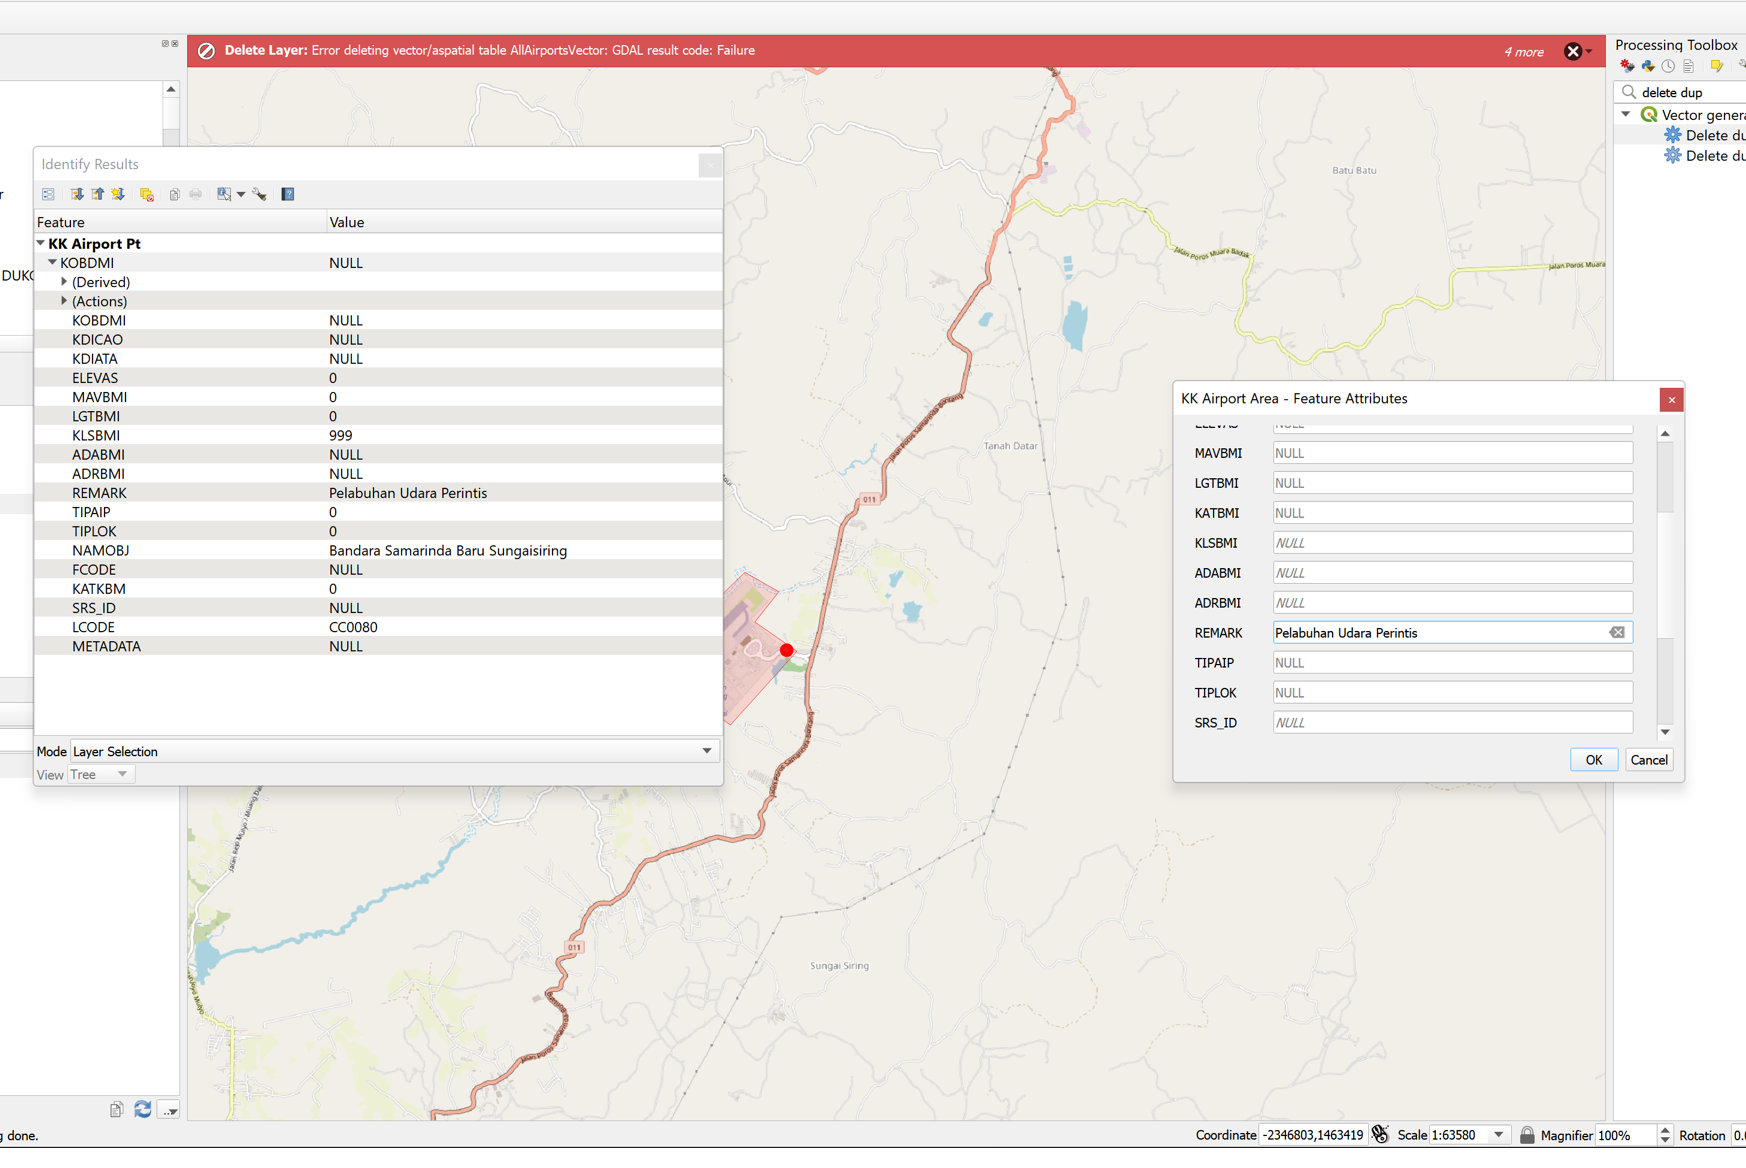 Delete Layer: Error deleting vector/aspatial table AllAirportsVector: GDAL result code: Failure
4 more
Processing Toolbox
delete dup
Vector genera
Delete du
Delete du
Identify Results
Feature Value
KK Airport Pt
KOBDMI NULL
(Derived)
(Actions)
KOBDMI NULL
KDICAO NULL
KDIATA NULL
ELEVAS 0
MAVBMI 0
LGTBMI 0
KLSBMI 999
ADABMI NULL
ADRBMI NULL
REMARK Pelabuhan Udara Perintis
TIPAIP 0
TIPLOK 0
NAMOBJ Bandara Samarinda Baru Sungaisiring
FCODE NULL
KATKBM 0
SRS_ID NULL
LCODE CC0080
METADATA NULL
Mode Layer Selection
View Tree
r
DUKC
Batu Batu
Jalan Poros Muara Badak
Jalan Poros Muara
Tanah Datar
011
011
Sungai Siring
KK Airport Area - Feature Attributes
ELEVAS NULL
MAVBMI NULL
LGTBMI NULL
KATBMI NULL
KLSBMI NULL
ADABMI NULL
ADRBMI NULL
REMARK Pelabuhan Udara Perintis
TIPAIP NULL
TIPLOK NULL
SRS_ID NULL
OK Cancel
g done.
Coordinate -2346803,1463419 Scale 1:63580 Magnifier 100% Rotation 0.0